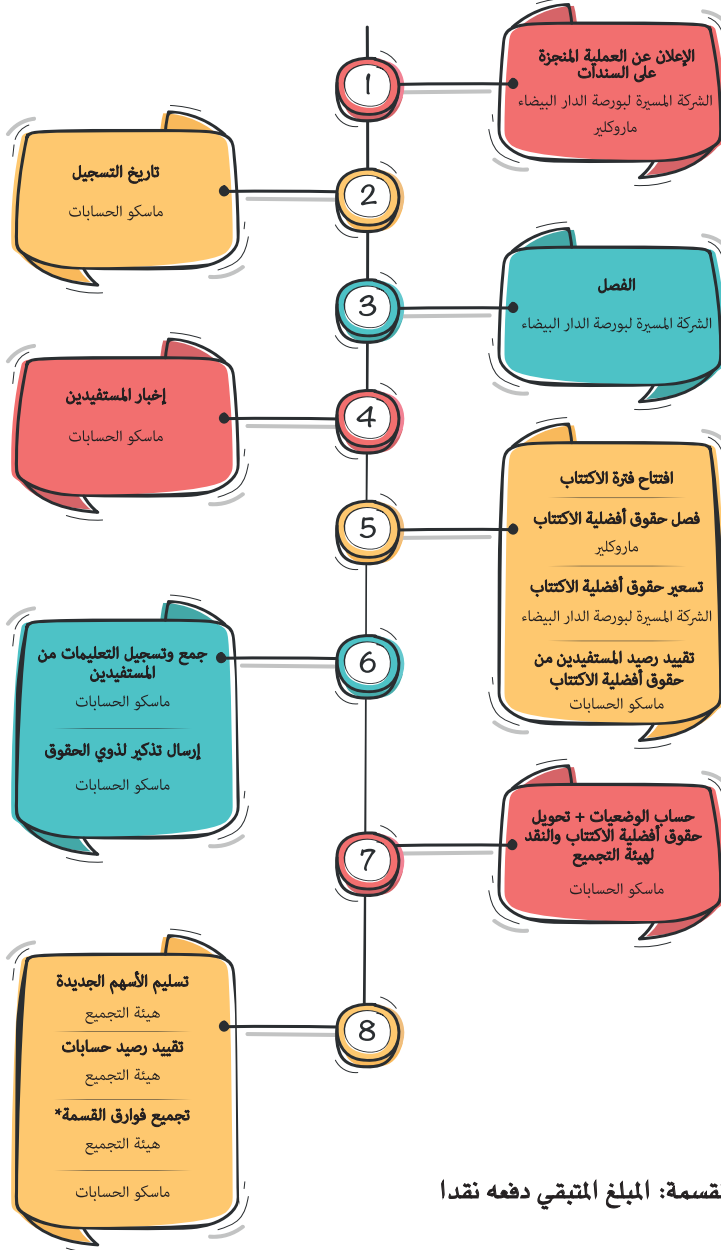 1
الإعلان عن العملية المنجزة
على السندات
الشركة المسيرة لبورصة الدار البيضاء
ماروكلير
2
تاريخ التسجيل
ماسكو الحسابات
3
الفصل
الشركة المسيرة لبورصة الدار البيضاء
4
إخبار المستفيدين
ماسكو الحسابات
5
افتتاح فترة الاكتتاب
فصل حقوق أفضلية الاكتتاب
ماروكلير
تسعير حقوق أفضلية الاكتتاب
الشركة المسيرة لبورصة الدار البيضاء
تقييد رصيد المستفيدين من
حقوق أفضلية الاكتتاب
ماسكو الحسابات
6
جمع وتسجيل التعليمات من
المستفيدين
ماسكو الحسابات
إرسال تذكير لذوي الحقوق
ماسكو الحسابات
7
حساب الوضعيات + تحويل
حقوق أفضلية الاكتتاب والنقد
لهيئة التجميع
ماسكو الحسابات
8
تسليم الأسهم الجديدة
هيئة التجميع
تقييد رصيد حسابات
هيئة التجميع
تجميع فوارق القسمة*
هيئة التجميع
ماسكو الحسابات
لقسمة: المبلغ المتبقي دفعه نقدا